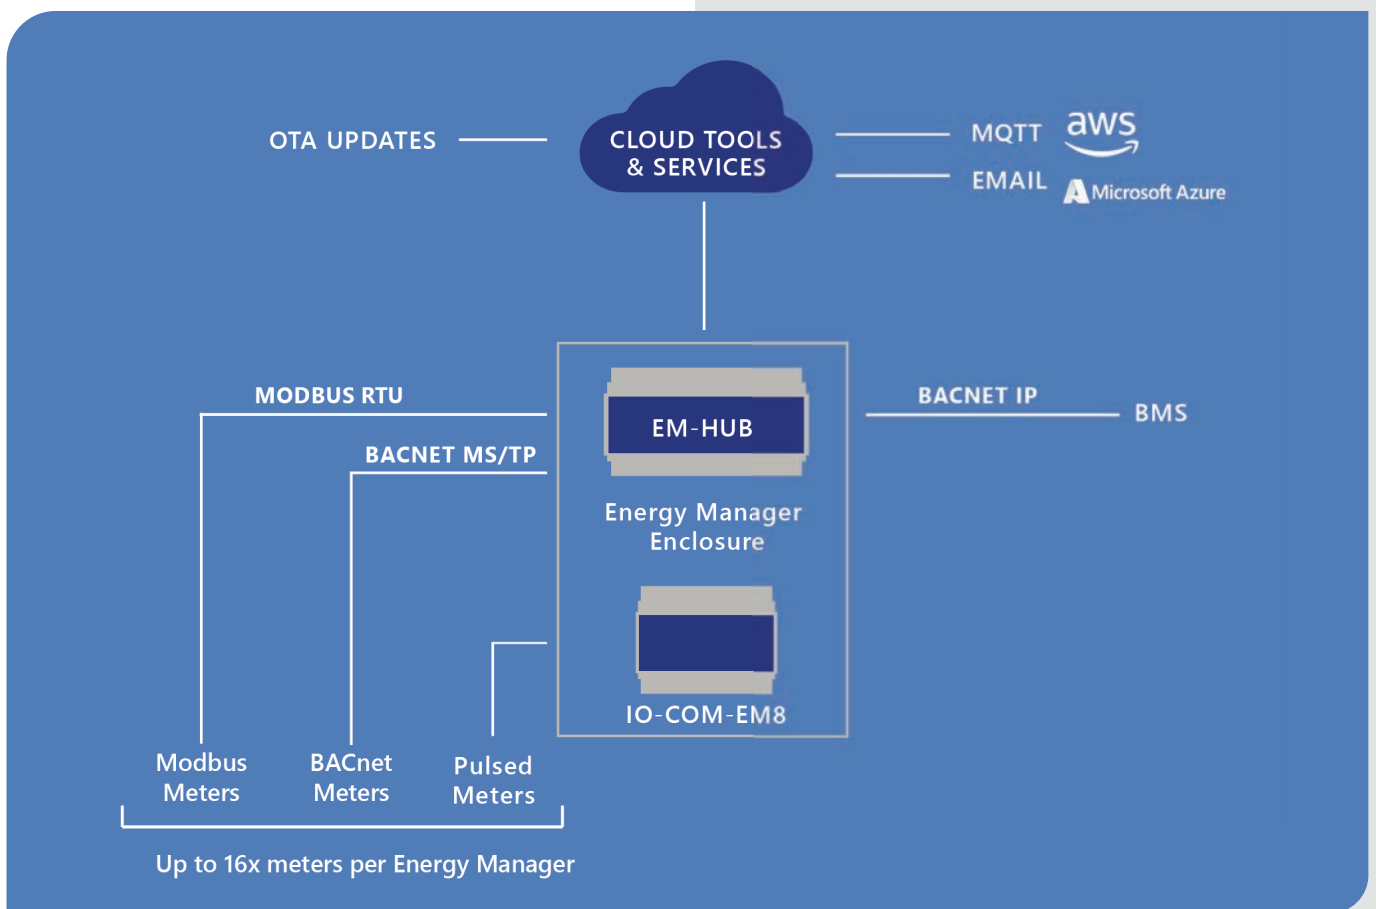 OTA UPDATES
CLOUD TOOLS
& SERVICES
MQTT
aws
EMAIL
Microsoft Azure
MODBUS RTU
BACNET MS/TP
EM-HUB
BACNET IP
BMS
Energy Manager
Enclosure
IO-COM-EM8
Modbus
Meters
BACnet
Meters
Pulsed
Meters
Up to 16x meters per Energy Manager